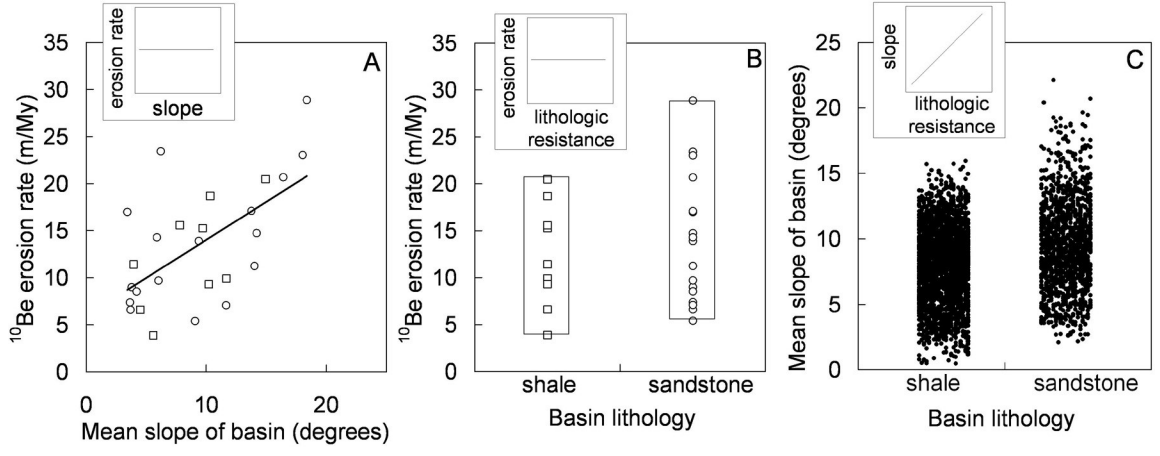 A
erosion rate
slope
¹⁰Be erosion rate (m/My)
35
30
25
20
15
10
5
0
0 10 20
Mean slope of basin (degrees)
B
erosion rate
lithologic
resistance
¹⁰Be erosion rate (m/My)
35
30
25
20
15
10
5
0
shale sandstone
Basin lithology
C
slope
lithologic
resistance
Mean slope of basin (degrees)
25
20
15
10
5
0
shale sandstone
Basin lithology